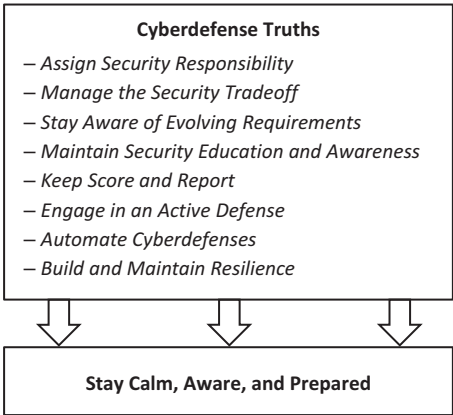 Cyberdefense Truths
– Assign Security Responsibility
– Manage the Security Tradeoff
– Stay Aware of Evolving Requirements
– Maintain Security Education and Awareness
– Keep Score and Report
– Engage in an Active Defense
– Automate Cyberdefenses
– Build and Maintain Resilience
Stay Calm, Aware, and Prepared